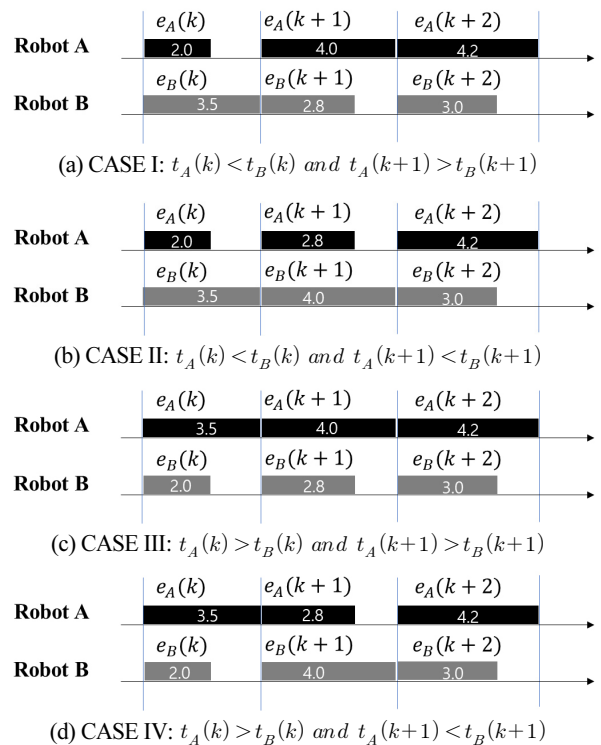 e_A(k) e_A(k + 1) e_A(k + 2)
Robot A 2.0 4.0 4.2
e_B(k) e_B(k + 1) e_B(k + 2)
Robot B 3.5 2.8 3.0
(a) CASE I: t_A(k) < t_B(k) and t_A(k+1) > t_B(k+1)
e_A(k) e_A(k + 1) e_A(k + 2)
Robot A 2.0 2.8 4.2
e_B(k) e_B(k + 1) e_B(k + 2)
Robot B 3.5 4.0 3.0
(b) CASE II: t_A(k) < t_B(k) and t_A(k+1) < t_B(k+1)
e_A(k) e_A(k + 1) e_A(k + 2)
Robot A 3.5 4.0 4.2
e_B(k) e_B(k + 1) e_B(k + 2)
Robot B 2.0 2.8 3.0
(c) CASE III: t_A(k) > t_B(k) and t_A(k+1) > t_B(k+1)
e_A(k) e_A(k + 1) e_A(k + 2)
Robot A 3.5 2.8 4.2
e_B(k) e_B(k + 1) e_B(k + 2)
Robot B 2.0 4.0 3.0
(d) CASE IV: t_A(k) > t_B(k) and t_A(k+1) < t_B(k+1)